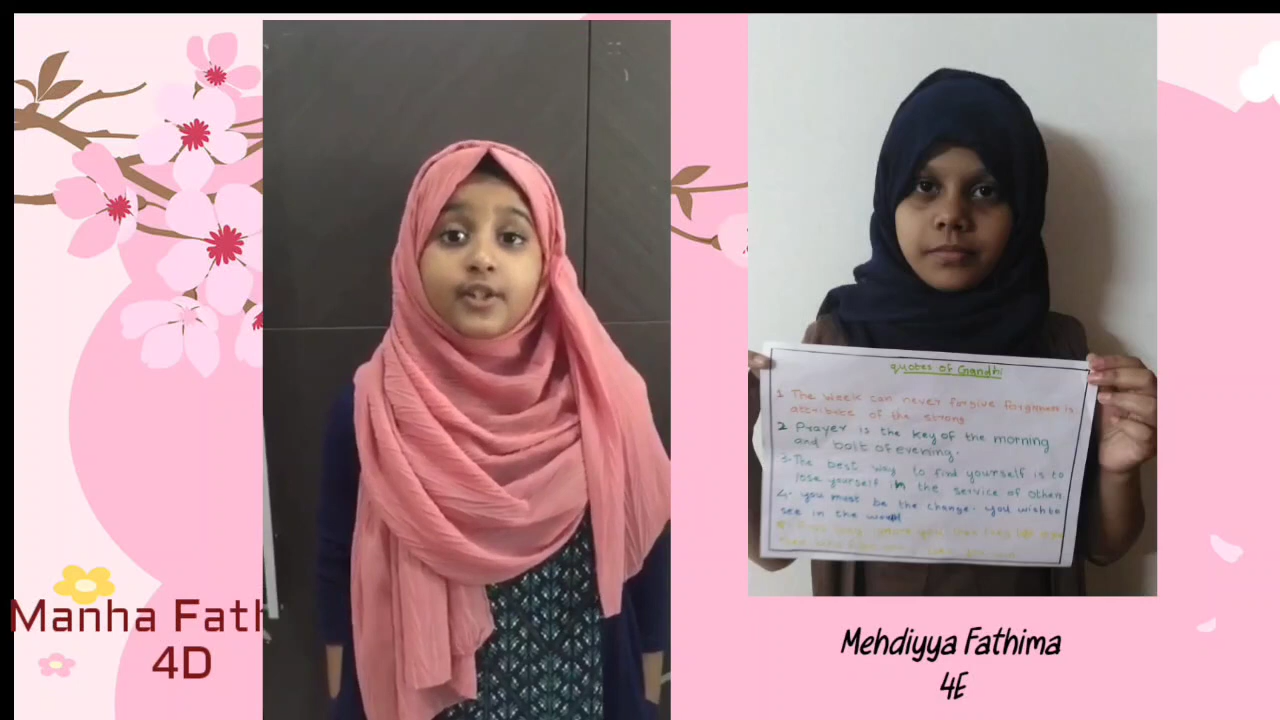 Manha Fath
4D
quotes of Gandhi
1 The weak can never forgive forgiveness is
attribute of the strong
2 Prayer is the key of the morning
and bolt of evening.
3. The best way to find yourself is to
lose yourself in the service of others
4. you must be the change. you wish to
see in the world
Mehdiyya Fathima
4E